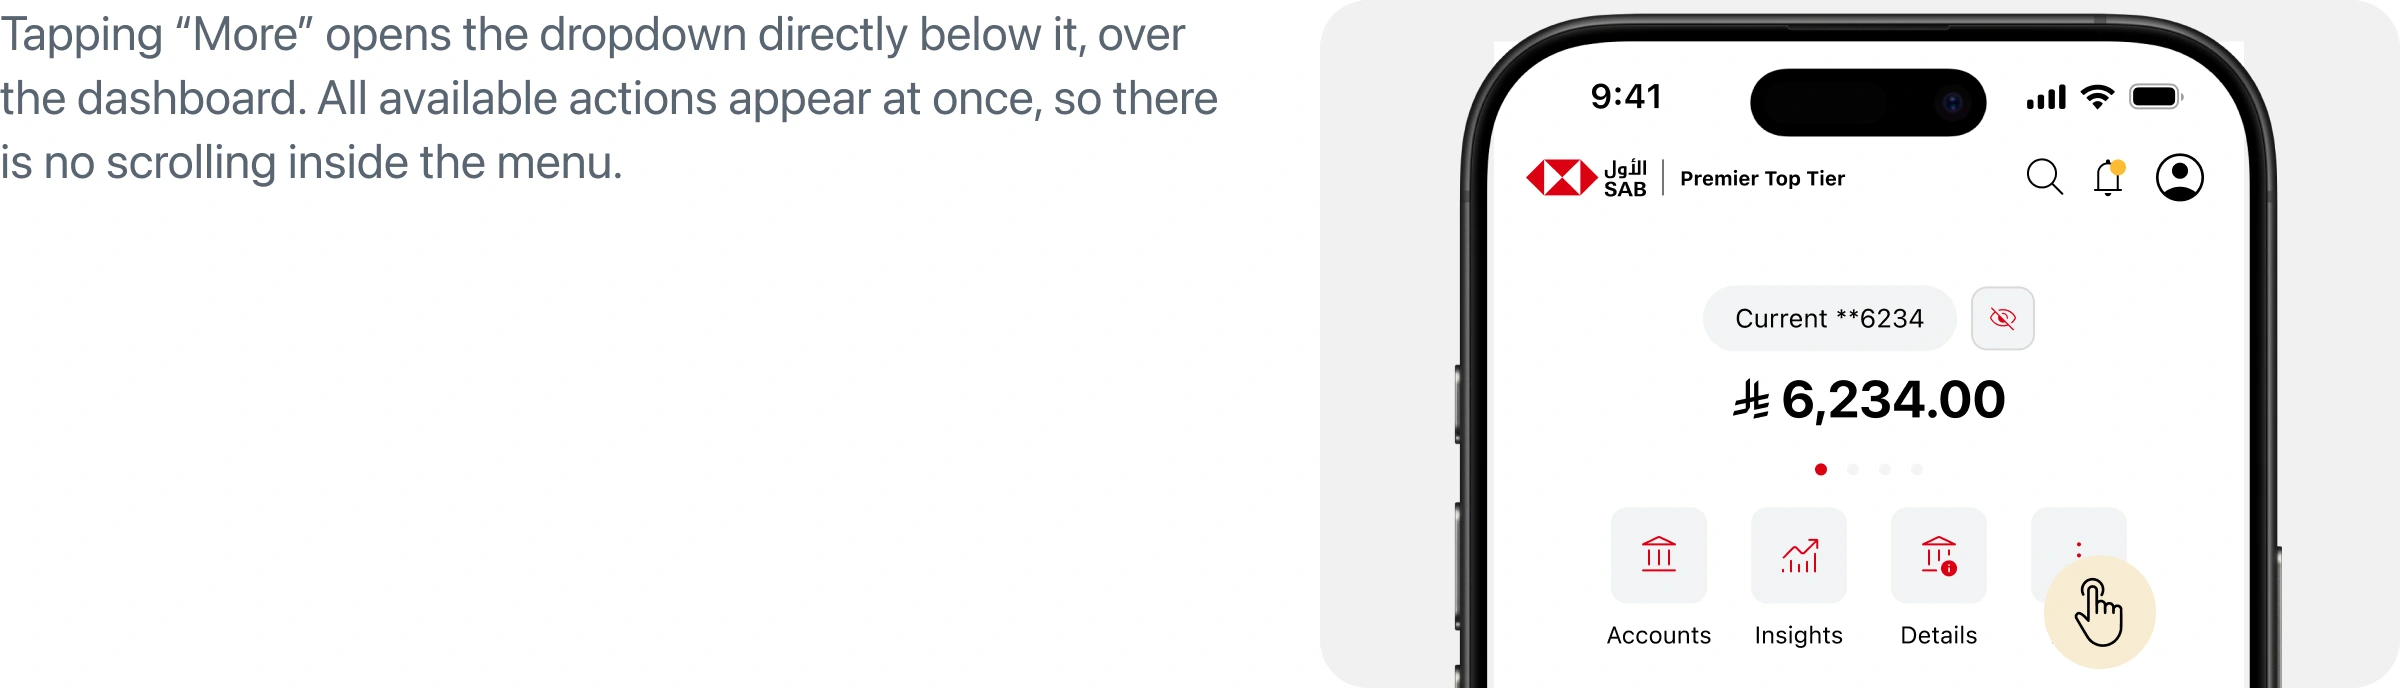 Tapping “More” opens the dropdown directly below it, over
the dashboard. All available actions appear at once, so there
is no scrolling inside the menu.
9:41
الأول
SAB
Premier Top Tier
Current **6234
6,234.00
Accounts
Insights
Details